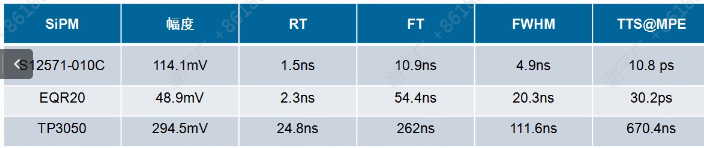 SiPM 幅度 RT FT FWHM TTS@MPE
S12571-010C 114.1mV 1.5ns 10.9ns 4.9ns 10.8 ps
EQR20 48.9mV 2.3ns 54.4ns 20.3ns 30.2ps
TP3050 294.5mV 24.8ns 262ns 111.6ns 670.4ns